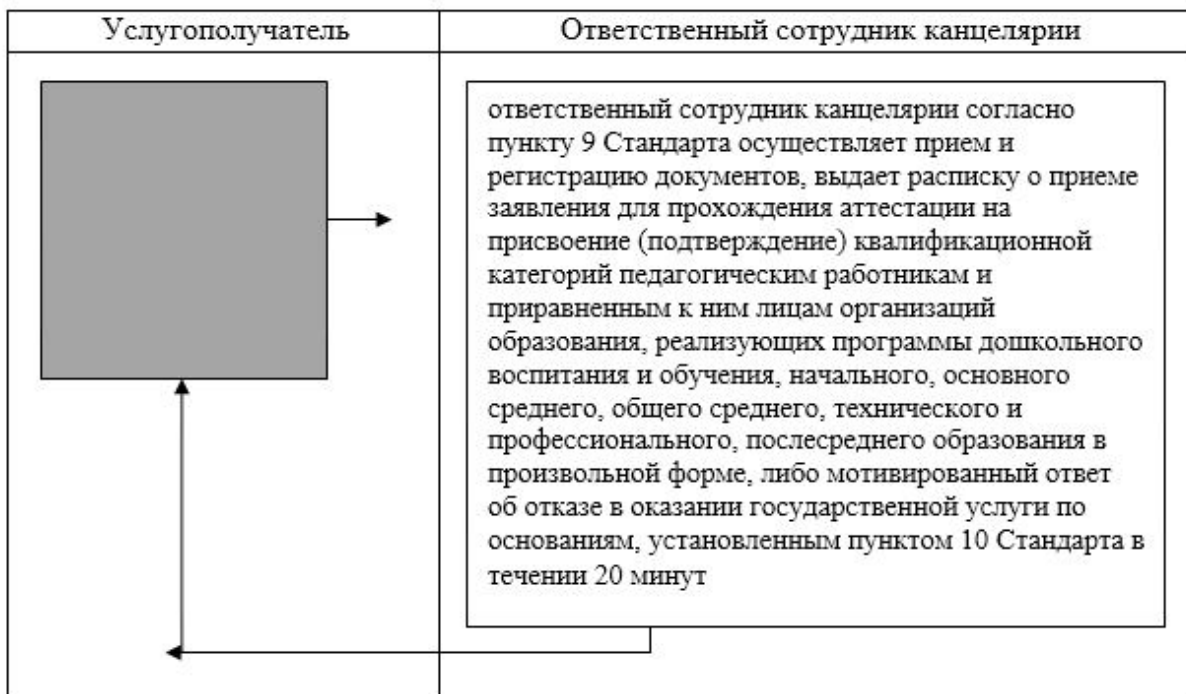 Услугополучатель
Ответственный сотрудник канцелярии
ответственный сотрудник канцелярии согласно
пункту 9 Стандарта осуществляет прием и
регистрацию документов, выдает расписку о приеме
заявления для прохождения аттестации на
присвоение (подтверждение) квалификационной
категорий педагогическим работникам и
приравненным к ним лицам организаций
образования, реализующих программы дошкольного
воспитания и обучения, начального, основного
среднего, общего среднего, технического и
профессионального, послесреднего образования в
произвольной форме, либо мотивированный ответ
об отказе в оказании государственной услуги по
основаниям, установленным пунктом 10 Стандарта в
течении 20 минут